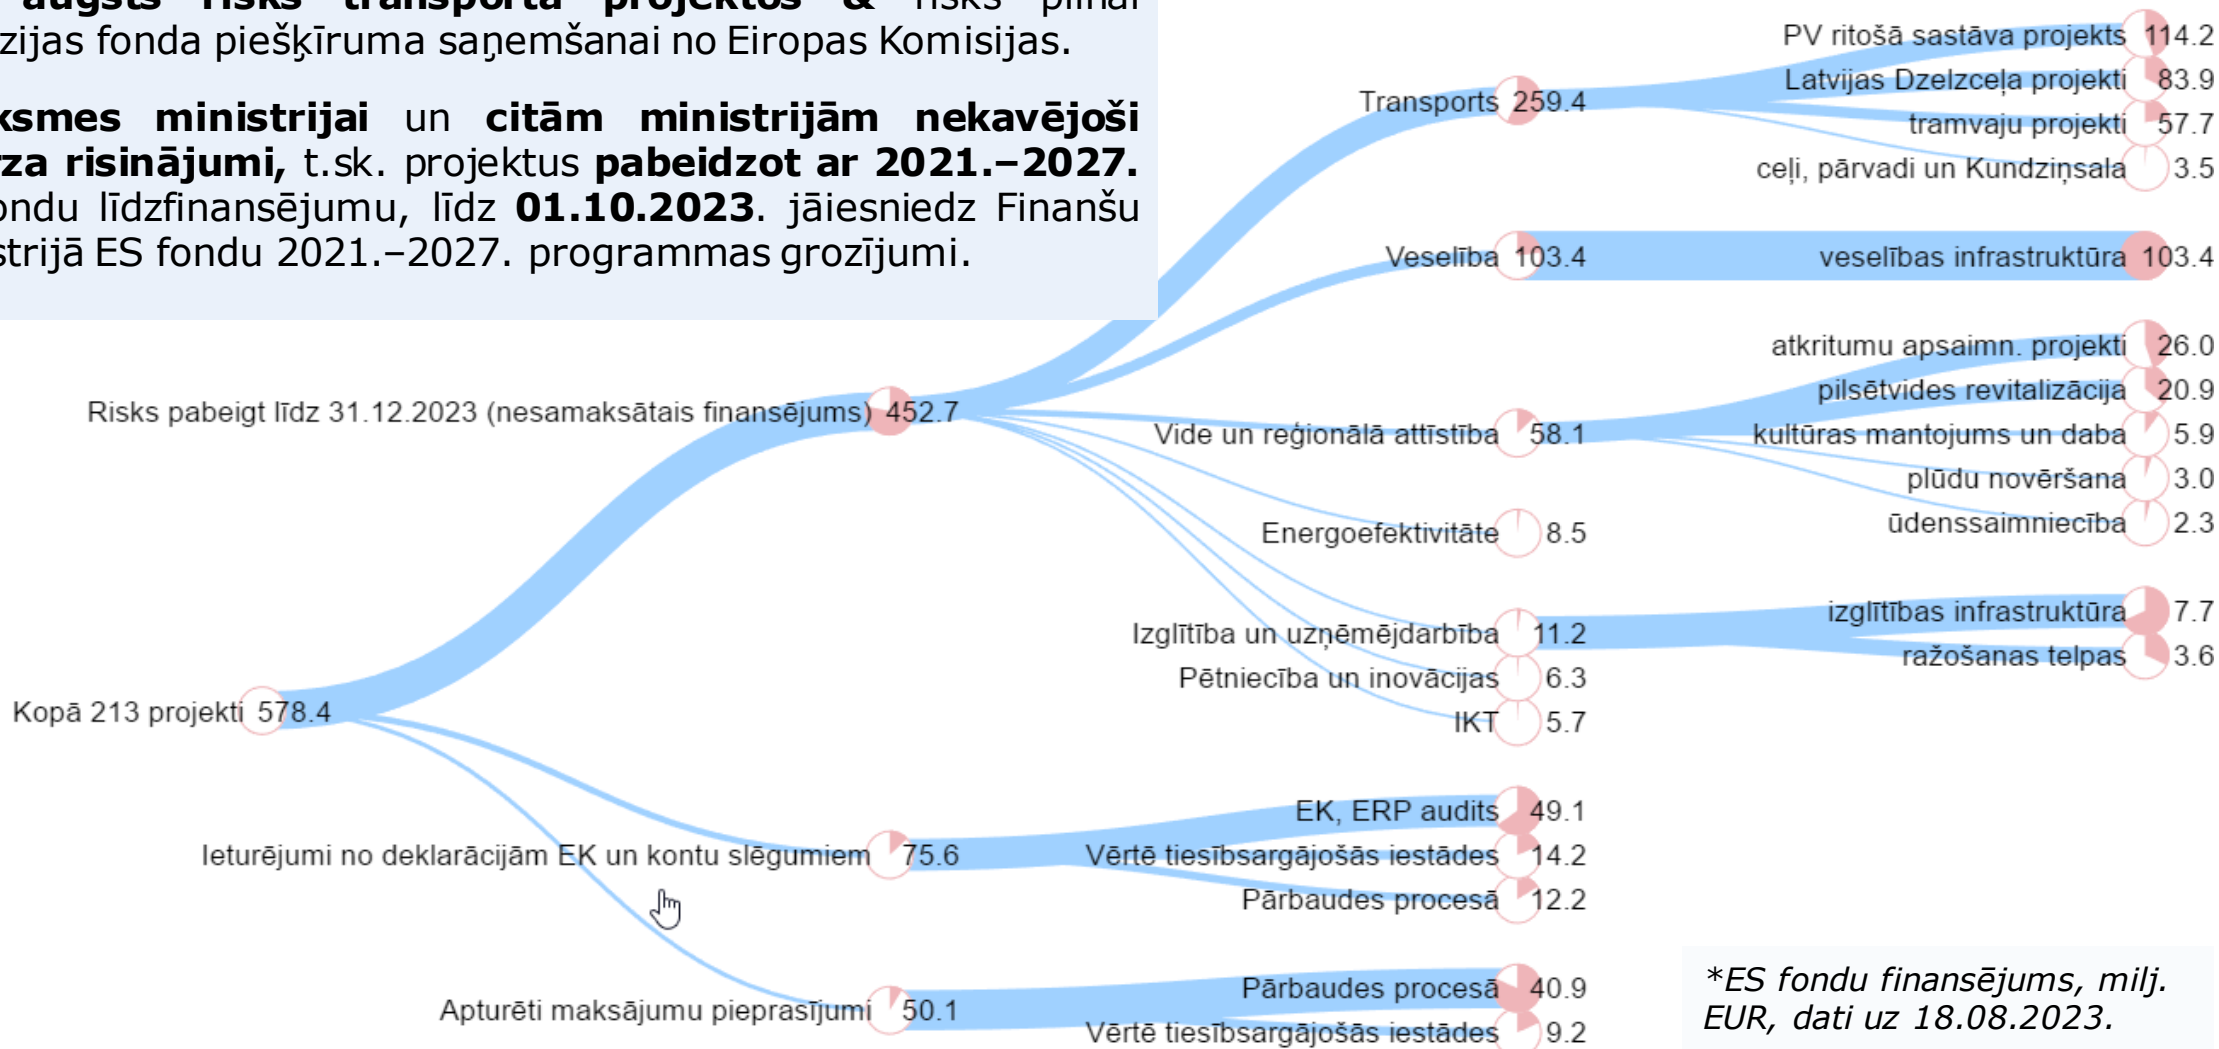 augsts risks transporta projektos & risks pilnai
zijas fonda piešķīruma saņemšanai no Eiropas Komisijas.
ksmes ministrijai un citām ministrijām nekavējoši
rza risinājumi, t.sk. projektus pabeidzot ar 2021.–2027.
ondu līdzfinansējumu, līdz 01.10.2023. jāiesniedz Finanšu
strijā ES fondu 2021.–2027. programmas grozījumi.
PV ritošā sastāva projekts 114.2
Latvijas Dzelzceļa projekti 83.9
Transports 259.4
tramvaju projekti 57.7
ceļi, pārvadi un Kundziņsala 3.5
Veselība 103.4
veselības infrastruktūra 103.4
atkritumu apsaimn. projekti 26.0
pilsētvides revitalizācija 20.9
Risks pabeigt līdz 31.12.2023 (nesamaksātais finansējums) 452.7
Vide un reģionālā attīstība 58.1
kultūras mantojums un daba 5.9
plūdu novēršana 3.0
ūdenssaimniecība 2.3
Energoefektivitāte 8.5
izglītības infrastruktūra 7.7
Izglītība un uzņēmējdarbība 11.2
ražošanas telpas 3.6
Pētniecība un inovācijas 6.3
Kopā 213 projekti 578.4
IKT 5.7
EK, ERP audits 49.1
Ieturējumi no deklarācijām EK un kontu slēgumiem 75.6
Vērtē tiesībsargājošās iestādes 14.2
Pārbaudes procesā 12.2
Pārbaudes procesā 40.9
Apturēti maksājumu pieprasījumi 50.1
Vērtē tiesībsargājošās iestādes 9.2
*ES fondu finansējums, milj.
EUR, dati uz 18.08.2023.